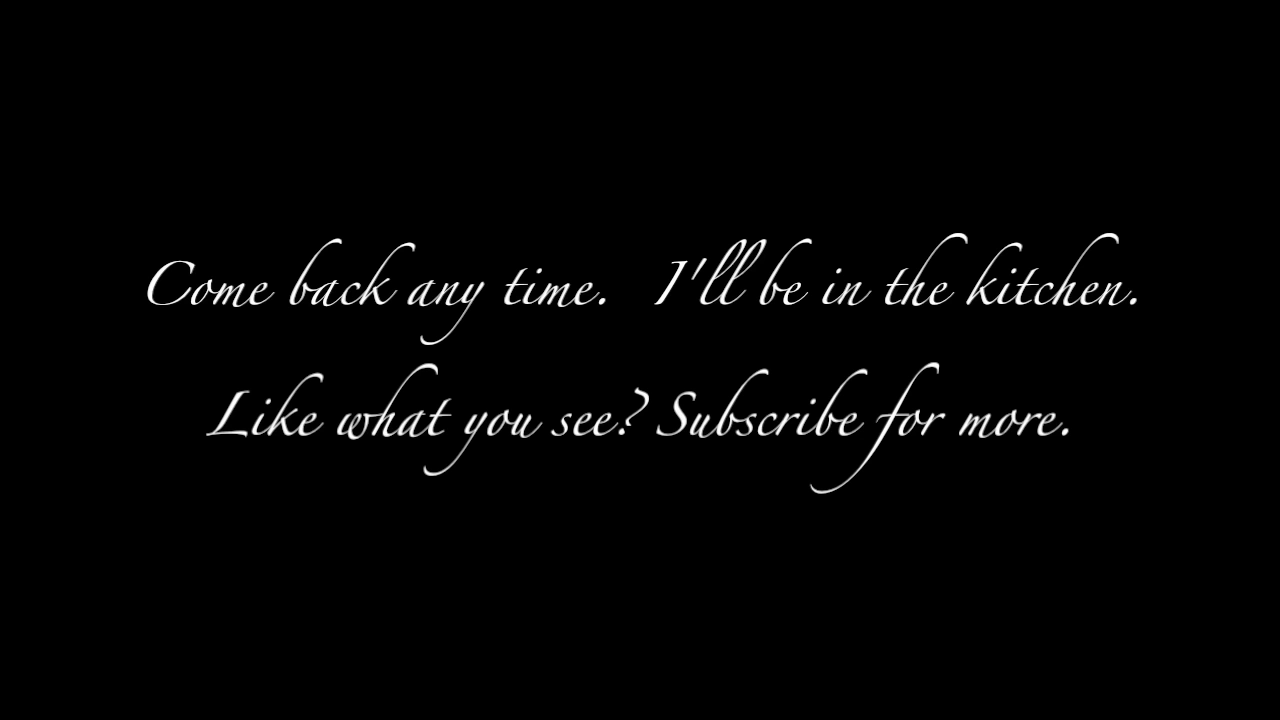 Come back any time. I'll be in the kitchen.
Like what you see? Subscribe for more.